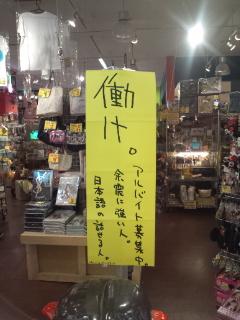 働け。
アルバイト募集中。
余震に強い人。
日本語の話せる人。